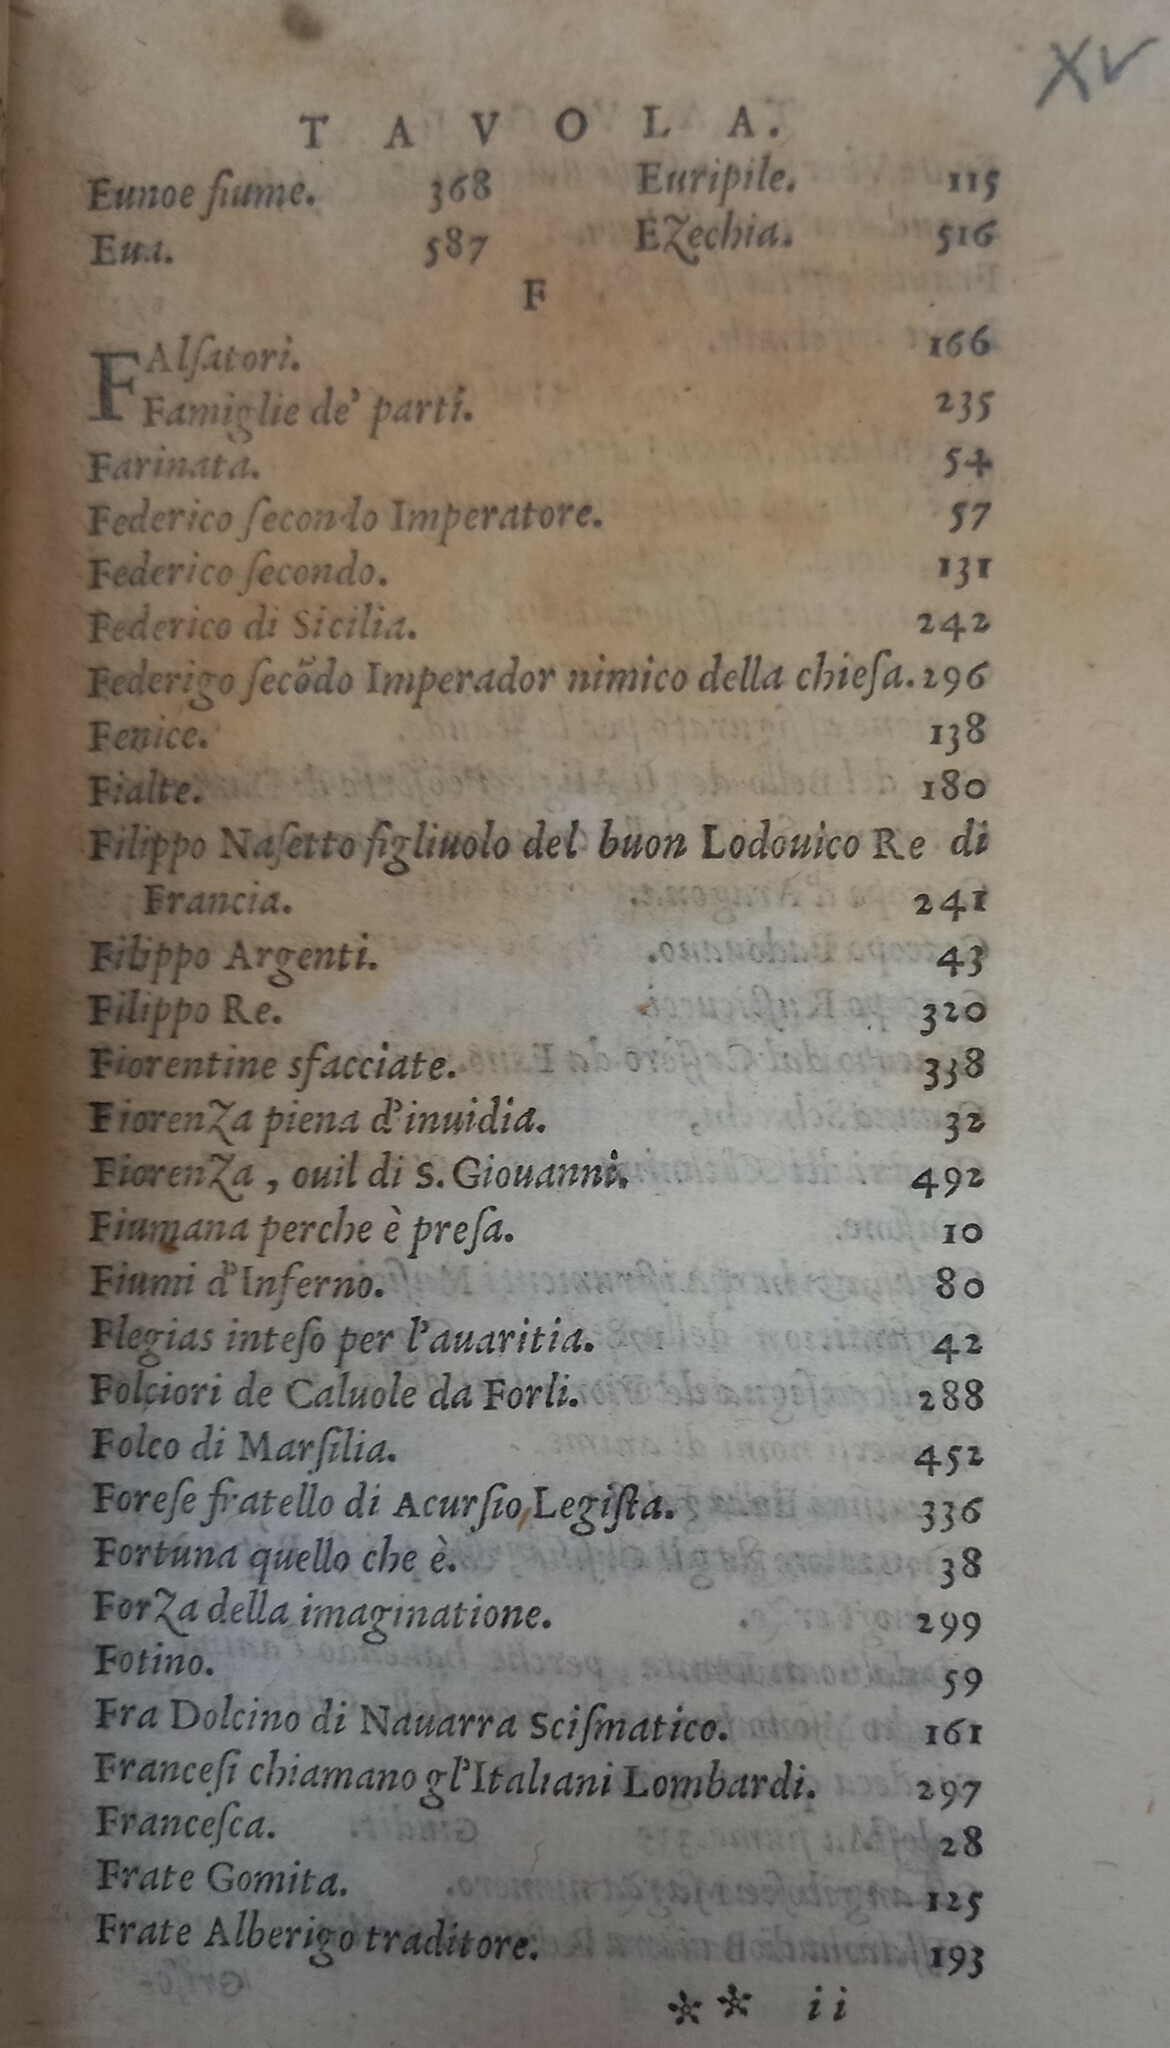 XV
TAVOLA.
Eunoe fiume. 368 Euripile. 115
Eua. 587 EZechia. 516
F
FAlſatori. 166
Famiglie de' parti. 235
Farinata. 54
Federico ſecondo Imperatore. 57
Federico ſecondo. 131
Federico di Sicilia. 242
Federigo ſecõdo Imperador nimico della chieſa. 296
Fenice. 138
Fialte. 180
Filippo Naſetto figliuolo del buon Lodouico Re di
Francia. 241
Filippo Argenti. 43
Filippo Re. 320
Fiorentine sfacciate. 338
FiorenZa piena d'inuidia. 32
FiorenZa, ouil di S. Giouanni. 492
Fiumana perche è preſa. 10
Fiumi d'Inferno. 80
Flegias inteſo per l'auaritia. 42
Folciori de Caluole da Forli. 288
Folco di Marſilia. 452
Foreſe fratello di Acurſio Legiſta. 336
Fortuna quello che è. 38
ForZa della imaginatione. 299
Fotino. 59
Fra Dolcino di Nauarra Sciſmatico. 161
Franceſi chiamano gl'Italiani Lombardi. 297
Franceſca. 28
Frate Gomita. 125
Frate Alberigo traditore. 193
** ii